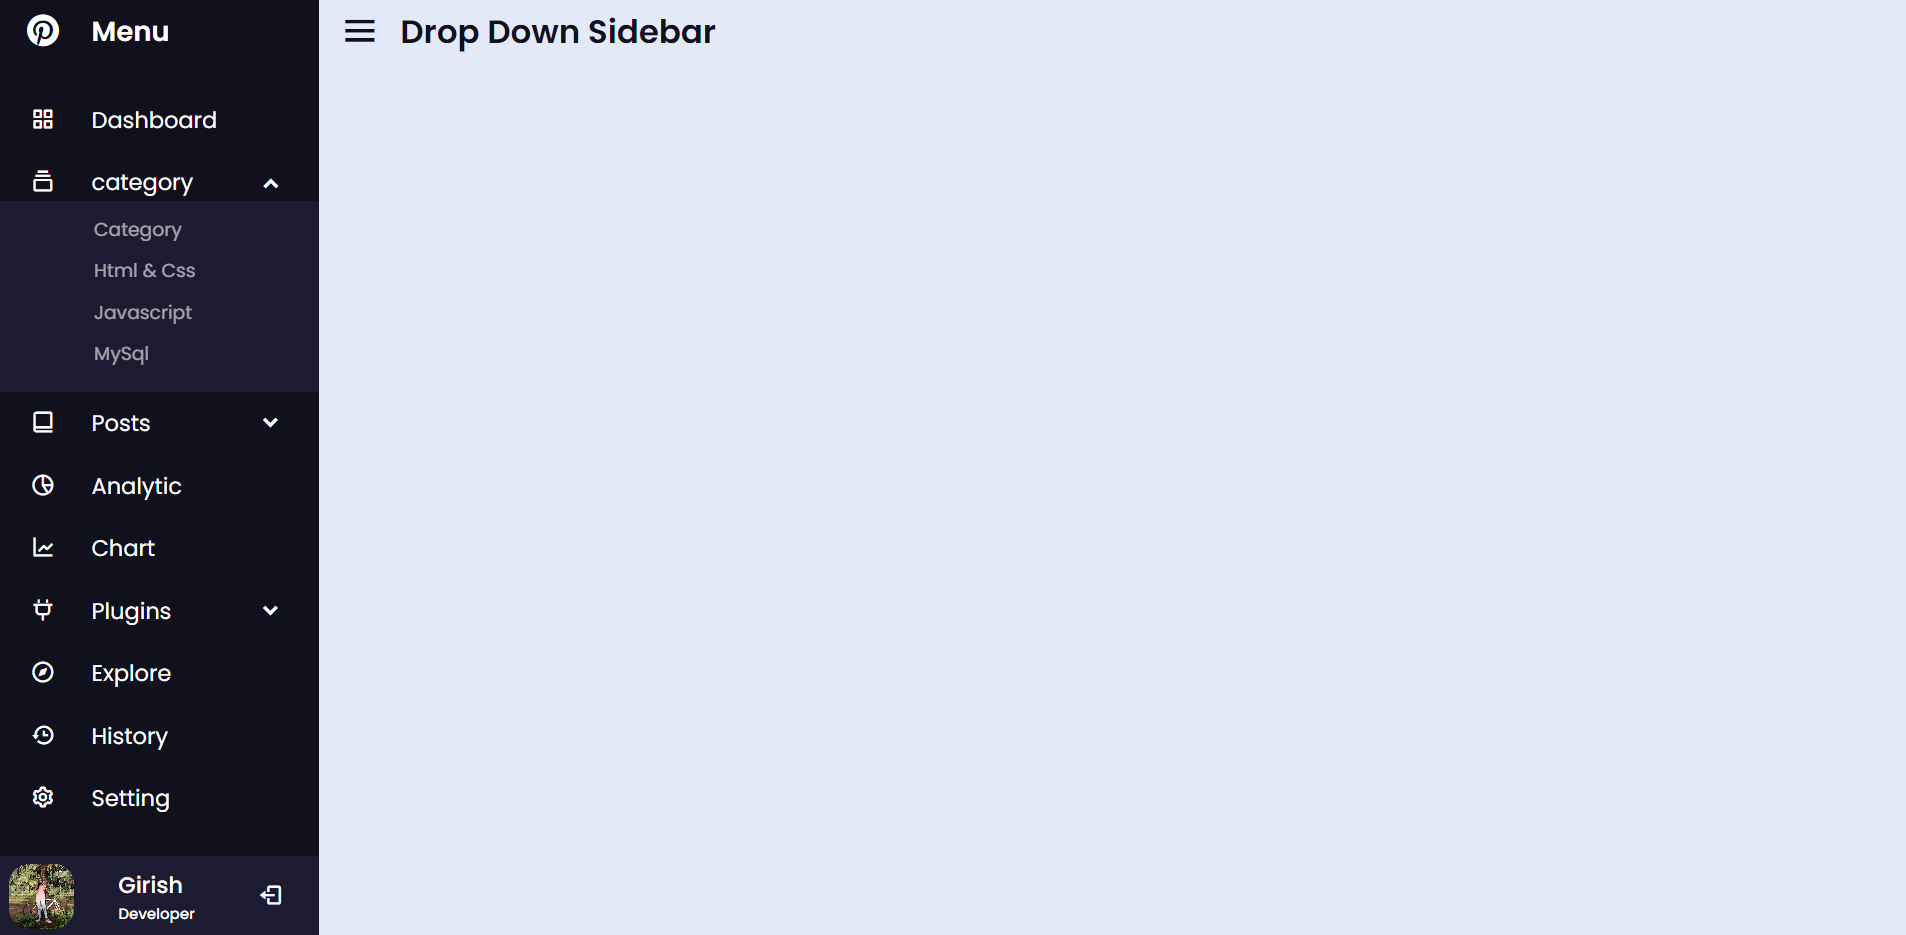 Menu
Drop Down Sidebar
Dashboard
category
Category
Html & Css
Javascript
MySql
Posts
Analytic
Chart
Plugins
Explore
History
Setting
Girish
Developer